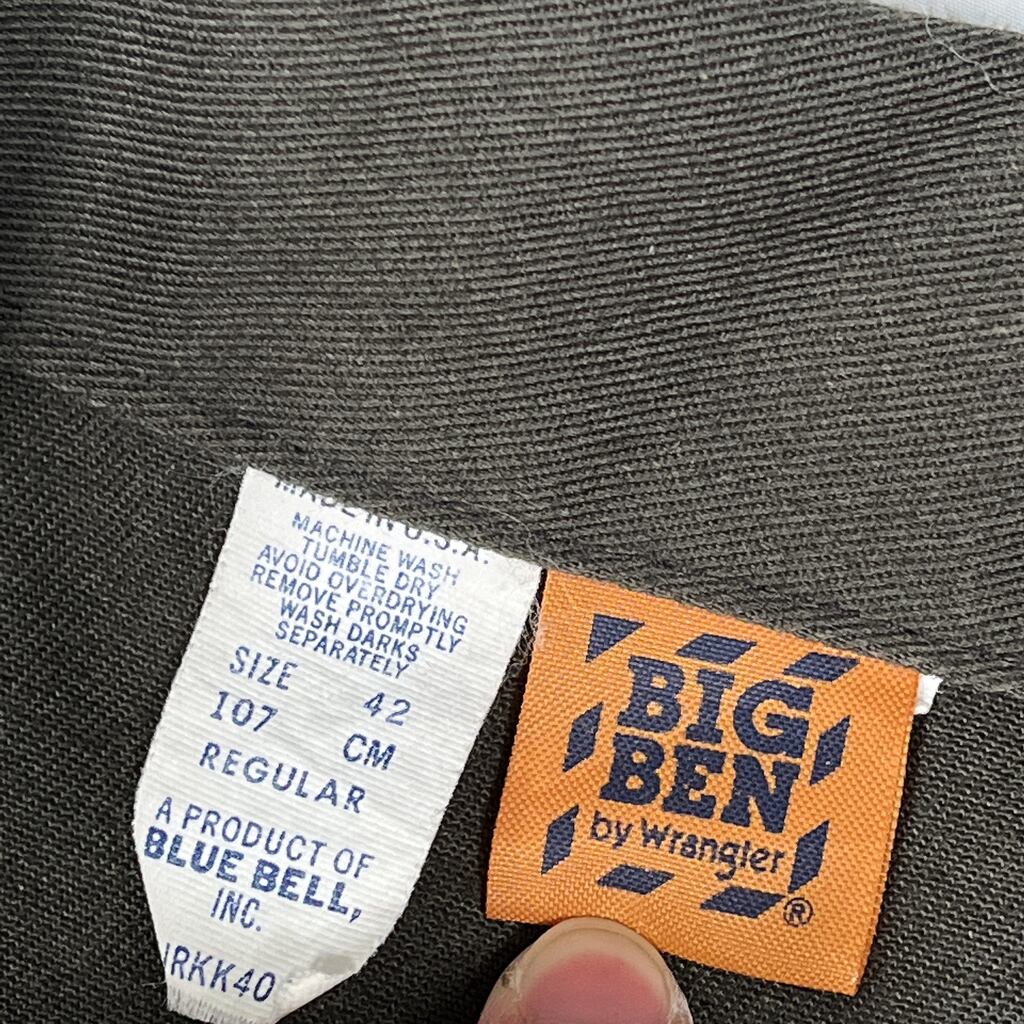 MADE IN U.S.A.
MACHINE WASH
TUMBLE DRY
AVOID OVERDRYING
REMOVE PROMPTLY
WASH DARKS
SEPARATELY
SIZE 42
107 CM
REGULAR
A PRODUCT OF
BLUE BELL,
INC.
RKK40
BIG
BEN
by Wrangler
®